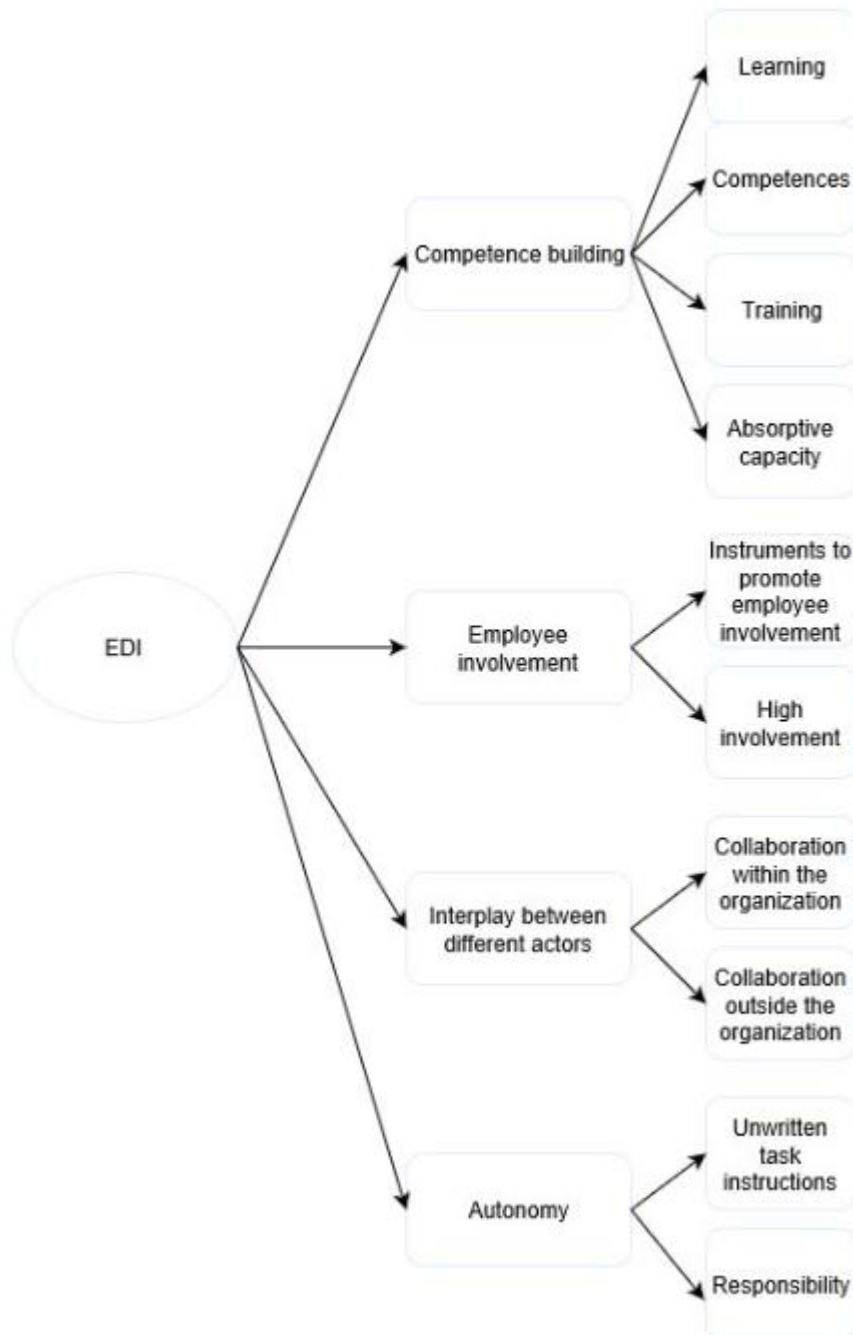 Learning
Competences
Competence building
Training
Absorptive
capacity
Instruments to
promote
employee
involvement
EDI
Employee
involvement
High
involvement
Collaboration
within the
organization
Interplay between
different actors
Collaboration
outside the
organization
Unwritten
task
instructions
Autonomy
Responsibility